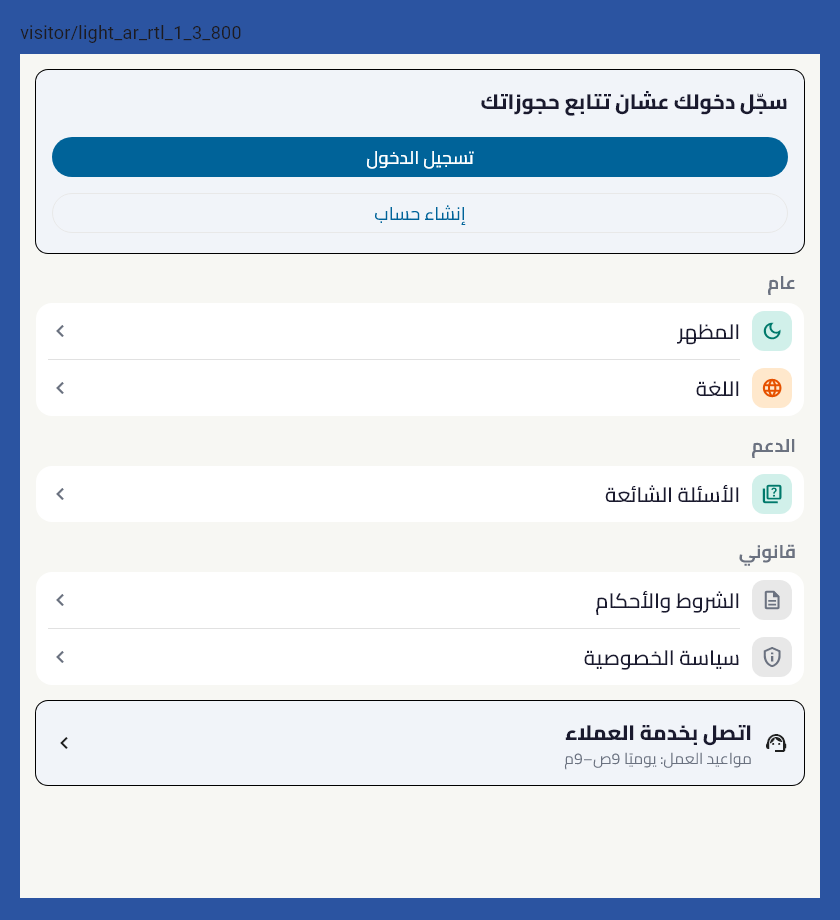 visitor/light_ar_rtl_1_3_800
سجّل دخولك عشان تتابع حجوزاتك
تسجيل الدخول
إنشاء حساب
عام
المظهر
اللغة
الدعم
الأسئلة الشائعة
قانوني
الشروط والأحكام
سياسة الخصوصية
اتصل بخدمة العملاء
مواعيد العمل: يوميًا 9ص–9م